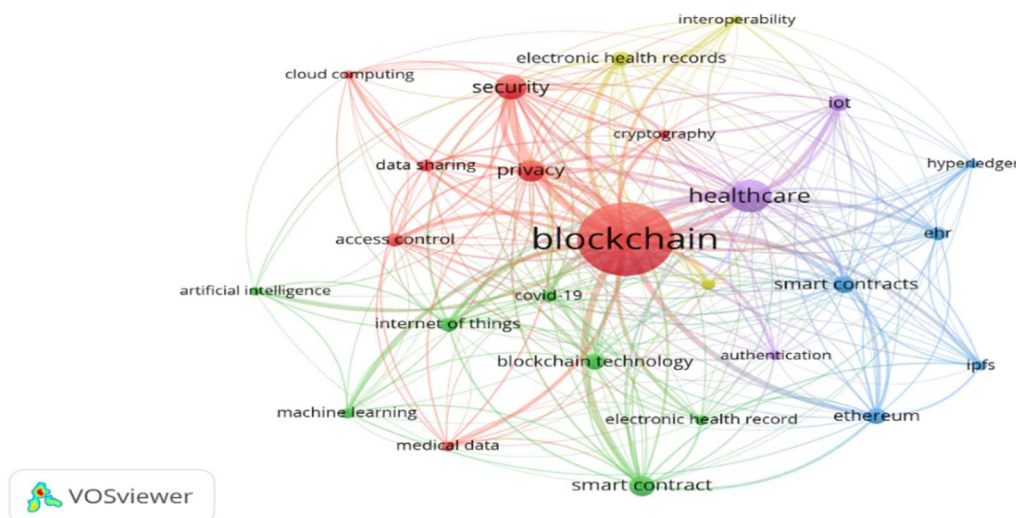 interoperability
electronic health records
cloud computing
security
iot
cryptography
data sharing
privacy
hyperledger
healthcare
blockchain
ehr
access control
smart contracts
artificial intelligence
covid-19
internet of things
blockchain technology
authentication
ipfs
machine learning
electronic health record
ethereum
medical data
smart contract
VOSviewer